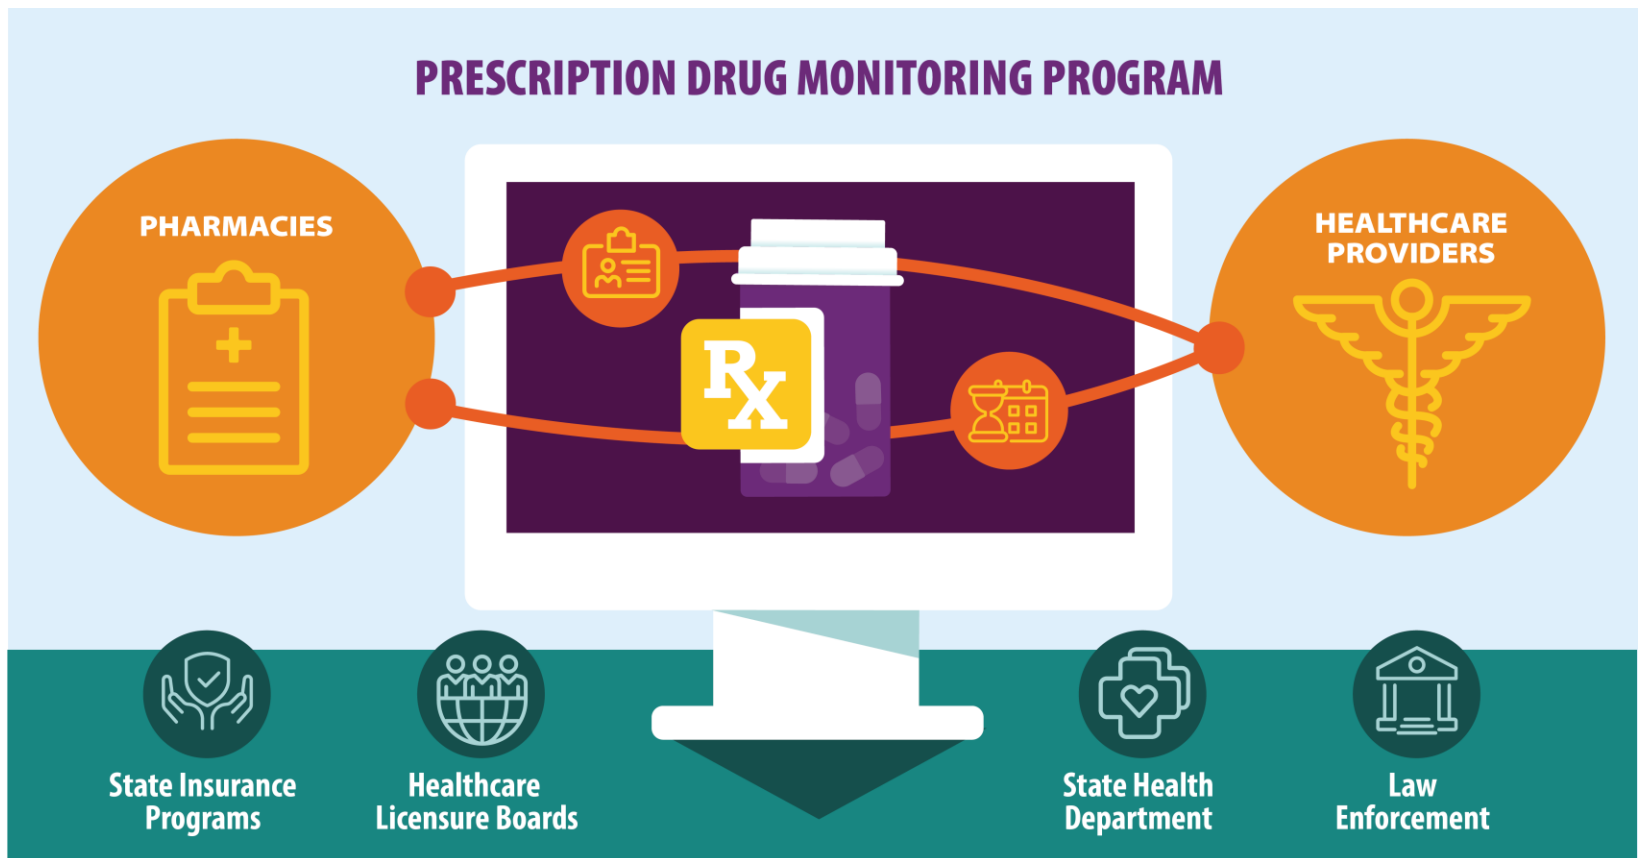 PRESCRIPTION DRUG MONITORING PROGRAM
PHARMACIES
HEALTHCARE
PROVIDERS
Rx
State Insurance
Programs
Healthcare
Licensure Boards
State Health
Department
Law
Enforcement